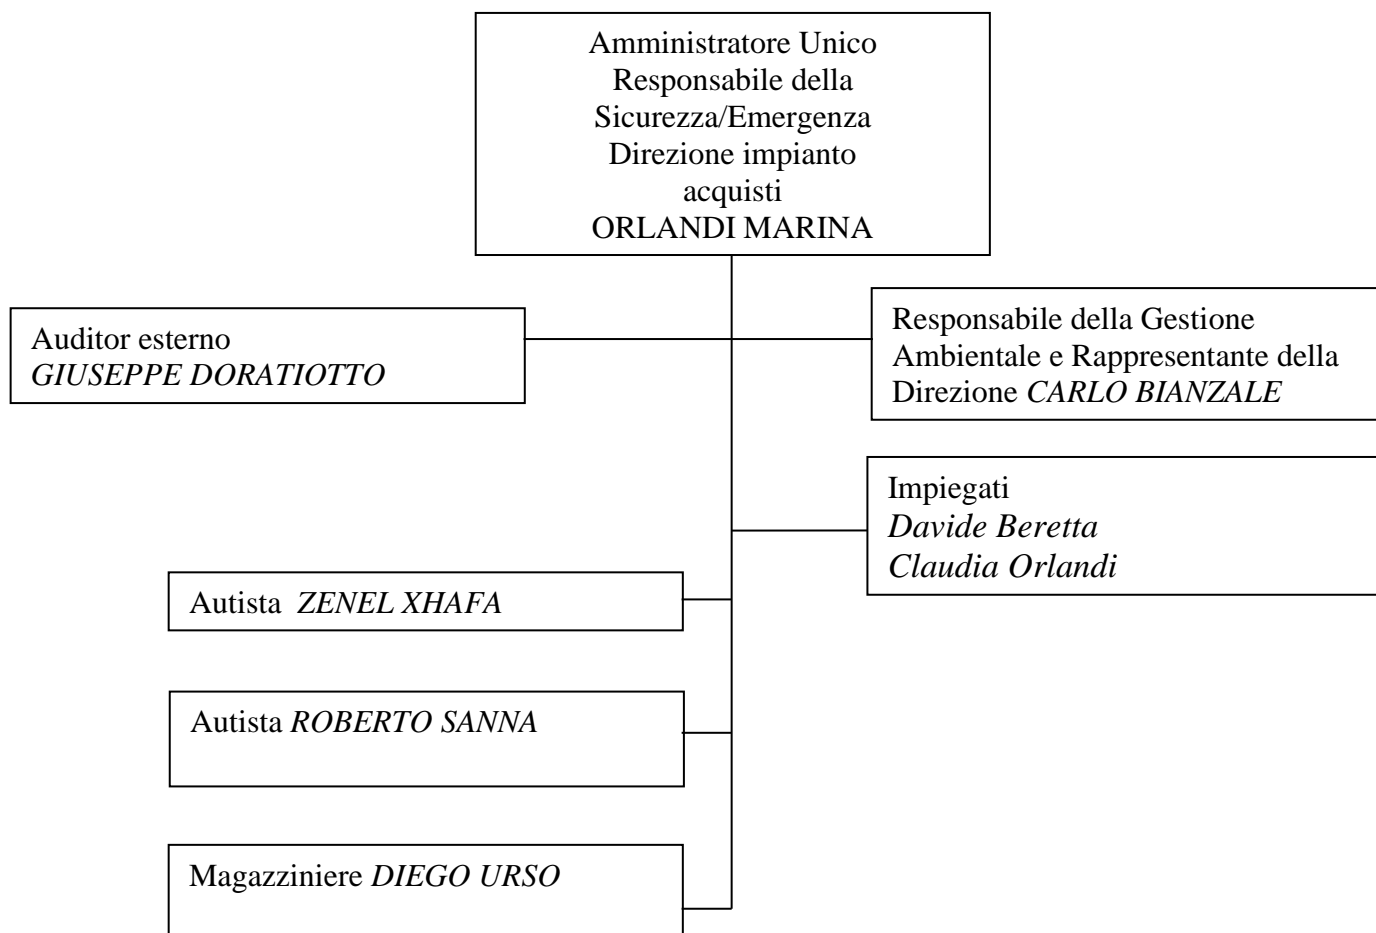 Amministratore Unico
Responsabile della
Sicurezza/Emergenza
Direzione impianto
acquisti
ORLANDI MARINA
Auditor esterno
GIUSEPPE DORATIOTTO
Responsabile della Gestione
Ambientale e Rappresentante della
Direzione CARLO BIANZALE
Impiegati
Davide Beretta
Claudia Orlandi
Autista ZENEL XHAFA
Autista ROBERTO SANNA
Magazziniere DIEGO URSO